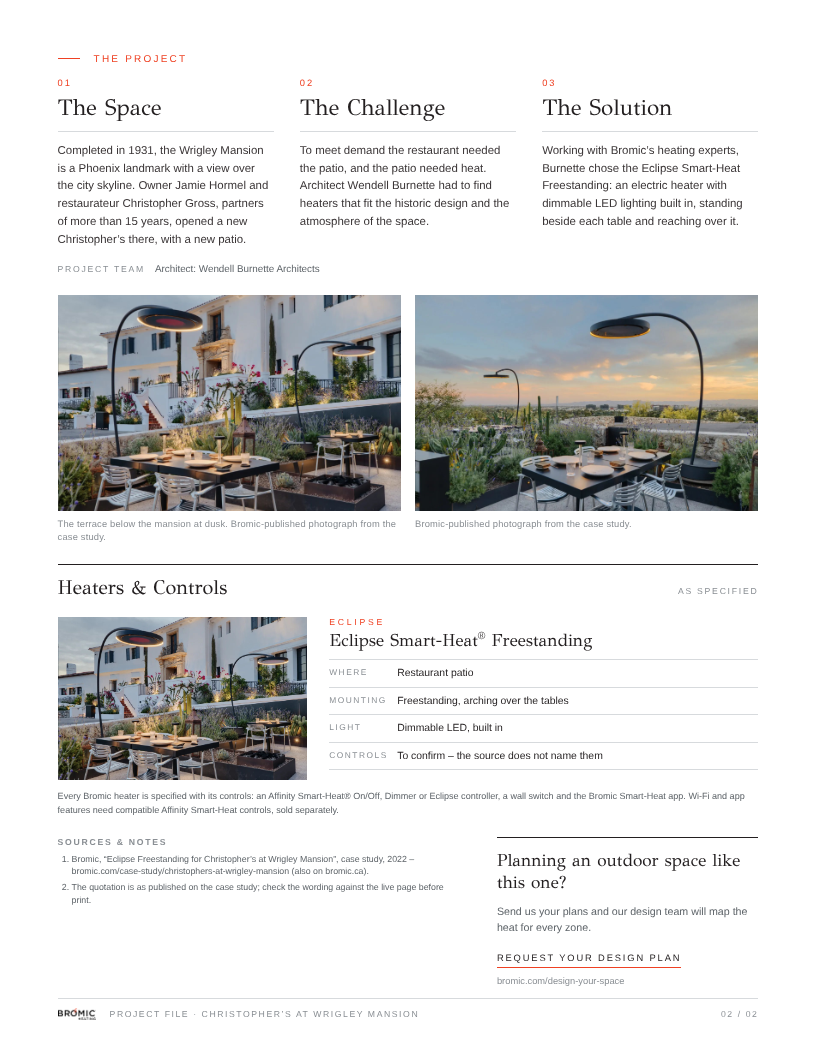 THE PROJECT
01
The Space
Completed in 1931, the Wrigley Mansion
is a Phoenix landmark with a view over
the city skyline. Owner Jamie Hormel and
restaurateur Christopher Gross, partners
of more than 15 years, opened a new
Christopher’s there, with a new patio.
02
The Challenge
To meet demand the restaurant needed
the patio, and the patio needed heat.
Architect Wendell Burnette had to find
heaters that fit the historic design and the
atmosphere of the space.
03
The Solution
Working with Bromic’s heating experts,
Burnette chose the Eclipse Smart-Heat
Freestanding: an electric heater with
dimmable LED lighting built in, standing
beside each table and reaching over it.
PROJECT TEAM Architect: Wendell Burnette Architects
The terrace below the mansion at dusk. Bromic-published photograph from the
case study.
Bromic-published photograph from the case study.
Heaters & Controls
AS SPECIFIED
ECLIPSE
Eclipse Smart-Heat® Freestanding
WHERE Restaurant patio
MOUNTING Freestanding, arching over the tables
LIGHT Dimmable LED, built in
CONTROLS To confirm – the source does not name them
Every Bromic heater is specified with its controls: an Affinity Smart-Heat® On/Off, Dimmer or Eclipse controller, a wall switch and the Bromic Smart-Heat app. Wi-Fi and app
features need compatible Affinity Smart-Heat controls, sold separately.
SOURCES & NOTES
1. Bromic, “Eclipse Freestanding for Christopher’s at Wrigley Mansion”, case study, 2022 –
bromic.com/case-study/christophers-at-wrigley-mansion (also on bromic.ca).
2. The quotation is as published on the case study; check the wording against the live page before
print.
Planning an outdoor space like
this one?
Send us your plans and our design team will map the
heat for every zone.
REQUEST YOUR DESIGN PLAN
bromic.com/design-your-space
BROMIC
HEATING
PROJECT FILE · CHRISTOPHER’S AT WRIGLEY MANSION
02 / 02